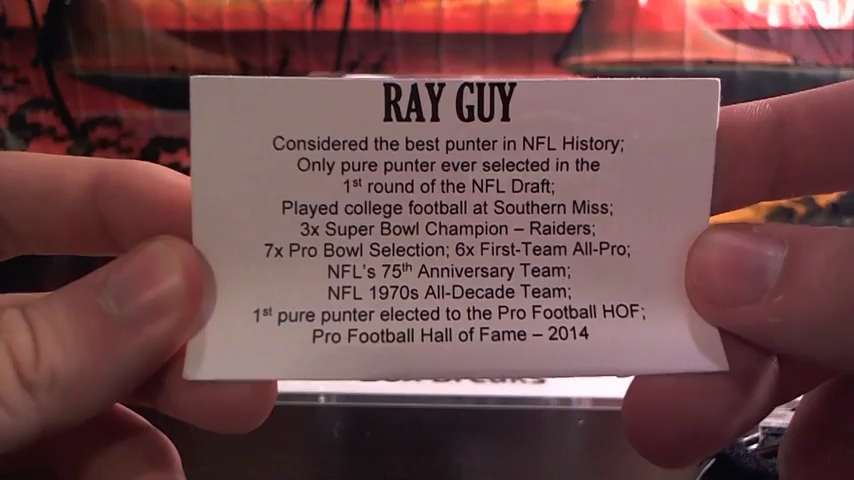 RAY GUY
Considered the best punter in NFL History;
Only pure punter ever selected in the
1st round of the NFL Draft;
Played college football at Southern Miss;
3x Super Bowl Champion – Raiders;
7x Pro Bowl Selection; 6x First-Team All-Pro;
NFL's 75th Anniversary Team;
NFL 1970s All-Decade Team;
1st pure punter elected to the Pro Football HOF;
Pro Football Hall of Fame – 2014